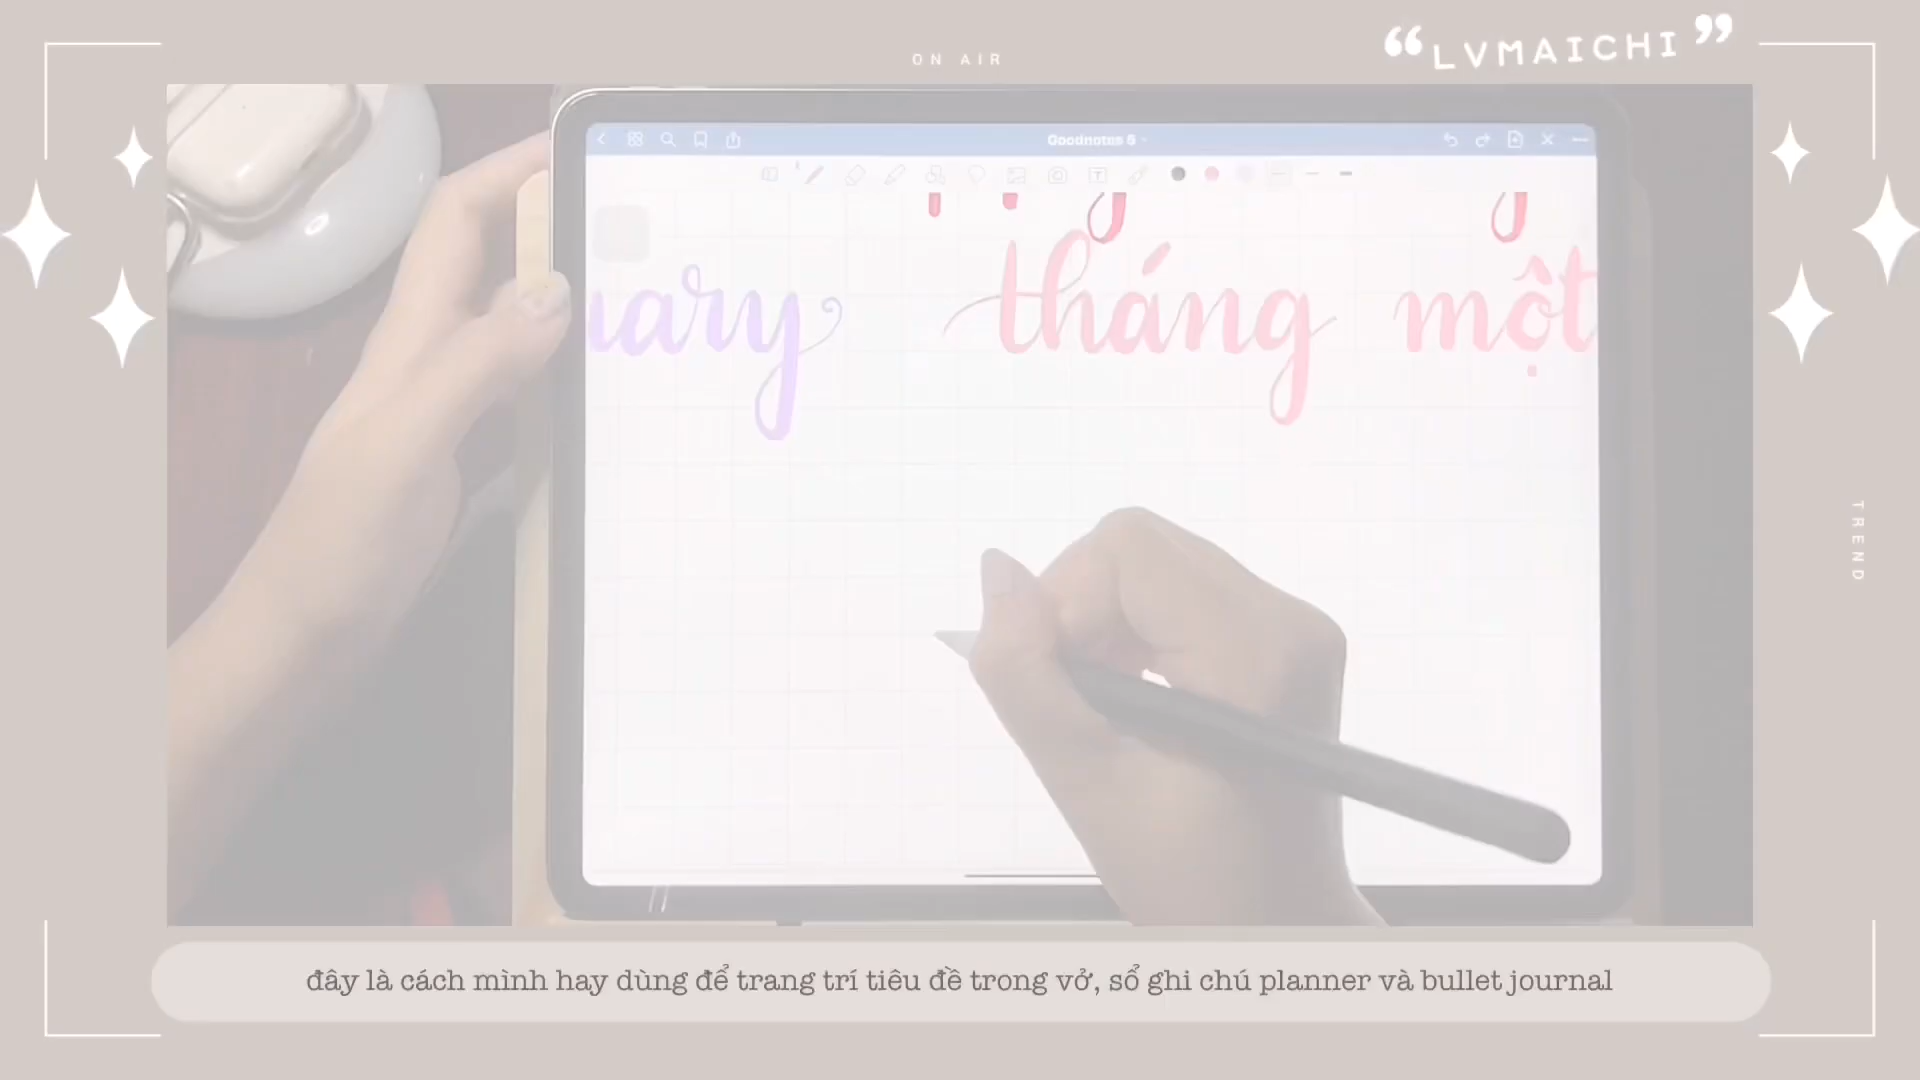 ON AIR
“LVMAICHI”
Goodnotes 5
uary tháng một
TREND
đây là cách mình hay dùng để trang trí tiêu đề trong vở, sổ ghi chú planner và bullet journal